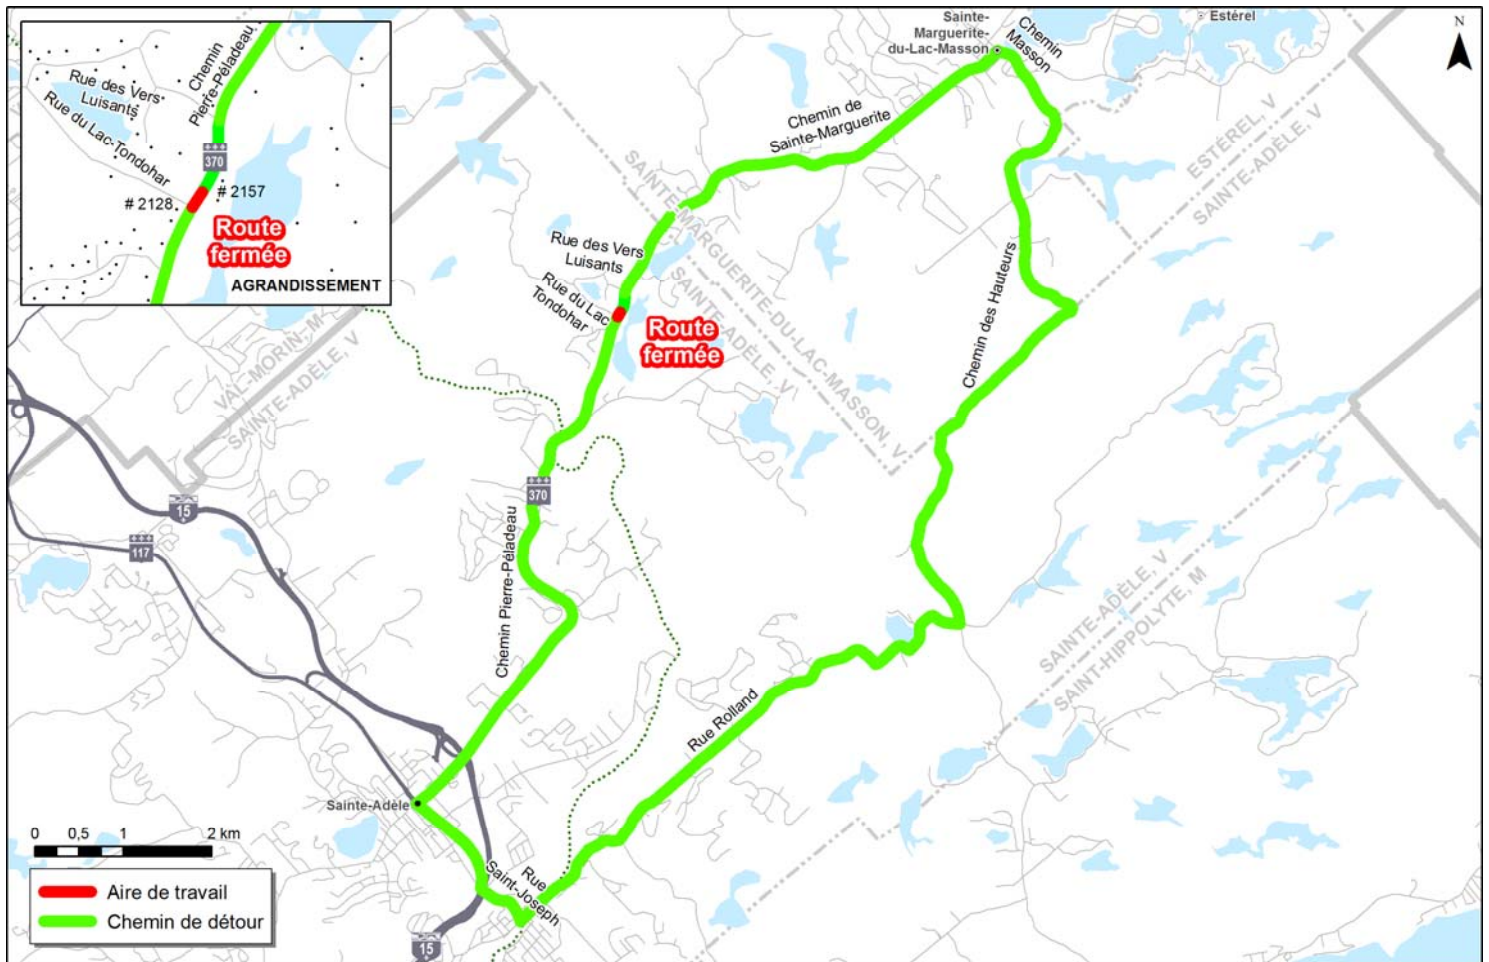 Chemin
Pierre-Péladeau
Rue des Vers
Luisants
Rue du Lac-Tondohar
370
# 2157
# 2128
Route
fermée
AGRANDISSEMENT
Sainte-
Marguerite-
du-Lac-Masson
Chemin
Masson
Estérel
N
Chemin de
Sainte-Marguerite
ESTÉREL, V
SAINTE-ADÈLE, V
SAINTE-MARGUERITE-DU-LAC-MASSON, V
SAINTE-ADÈLE, V
Rue des Vers
Luisants
Rue du Lac
Tondohar
Route
fermée
Chemin des Hauteurs
VAL-MORIN, M
SAINTE-ADÈLE, V
370
15
117
Chemin Pierre-Péladeau
SAINTE-ADÈLE, V
SAINT-HIPPOLYTE, M
Rue Rolland
Sainte-Adèle
Rue
Saint-Joseph
0 0,5 1 2 km
Aire de travail
Chemin de détour
15